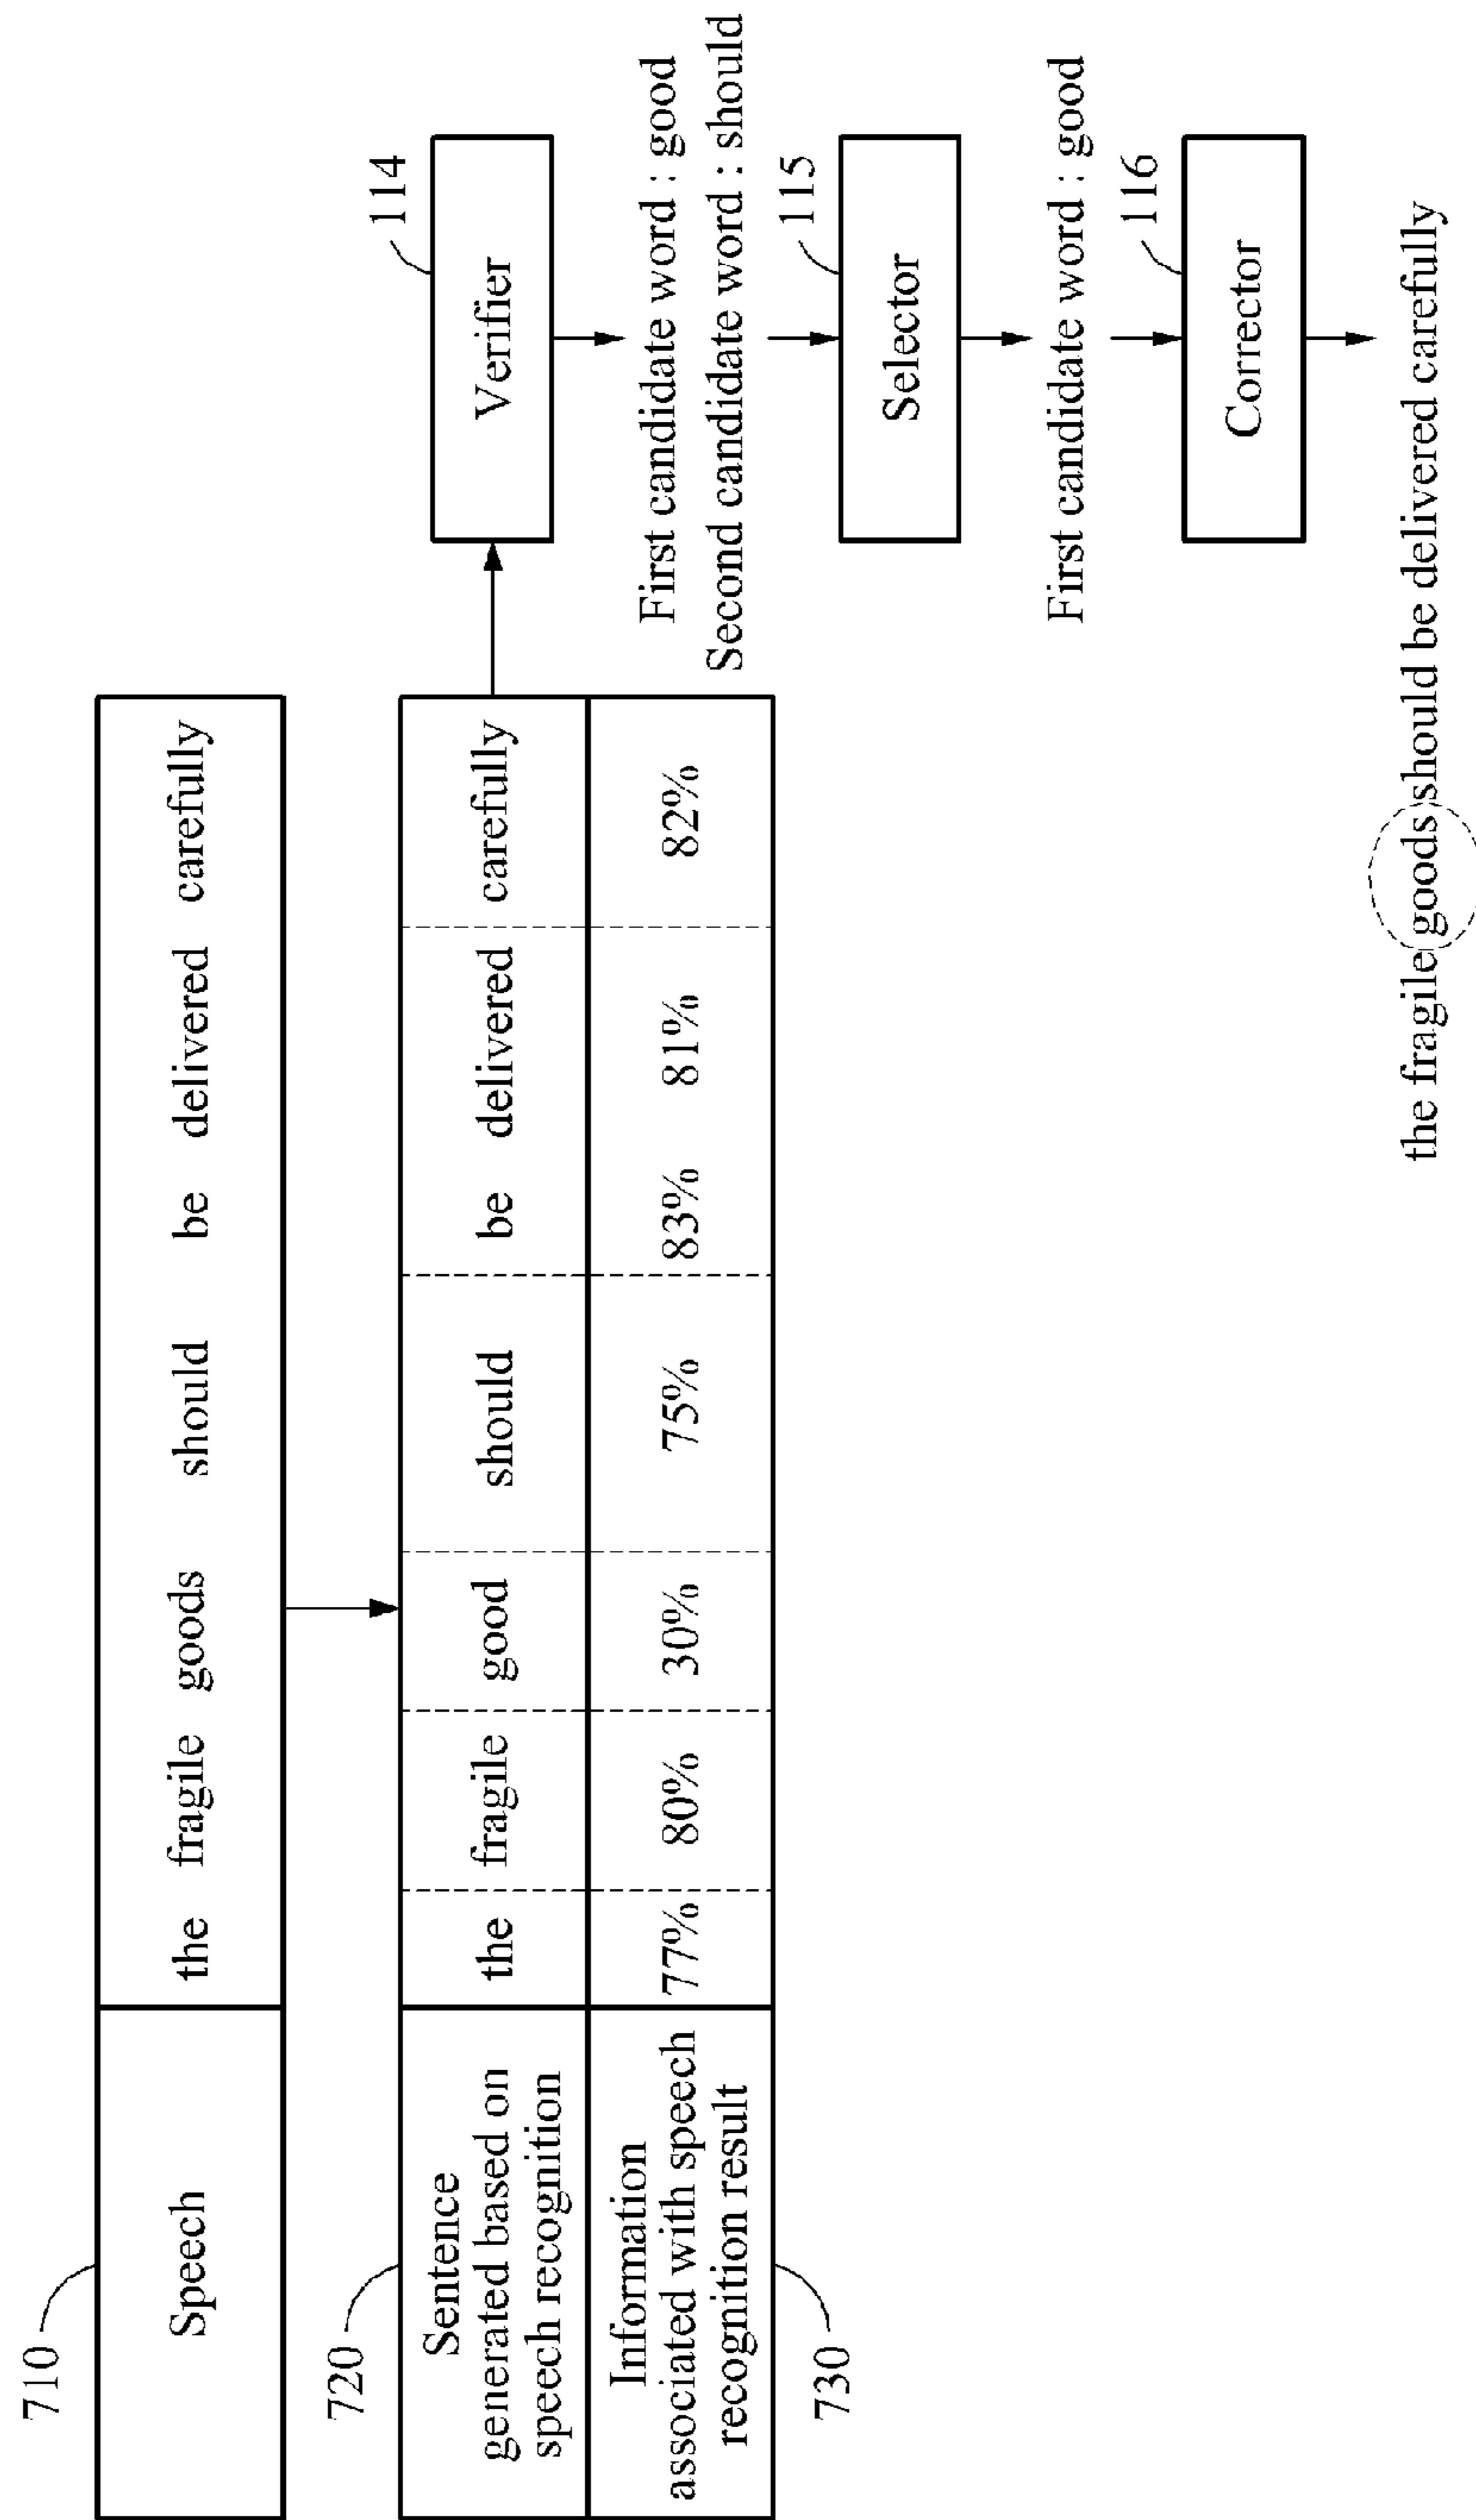 710
Speech
the fragile goods should be delivered carefully
720
Sentence
generated based on
speech recognition
the fragile good should be delivered carefully
Information
associated with speech
recognition result
77% 80% 30% 75% 83% 81% 82%
730
114
Verifier
First candidate word : good
Second candidate word : should
115
Selector
First candidate word : good
116
Corrector
the fragile goods should be delivered carefully